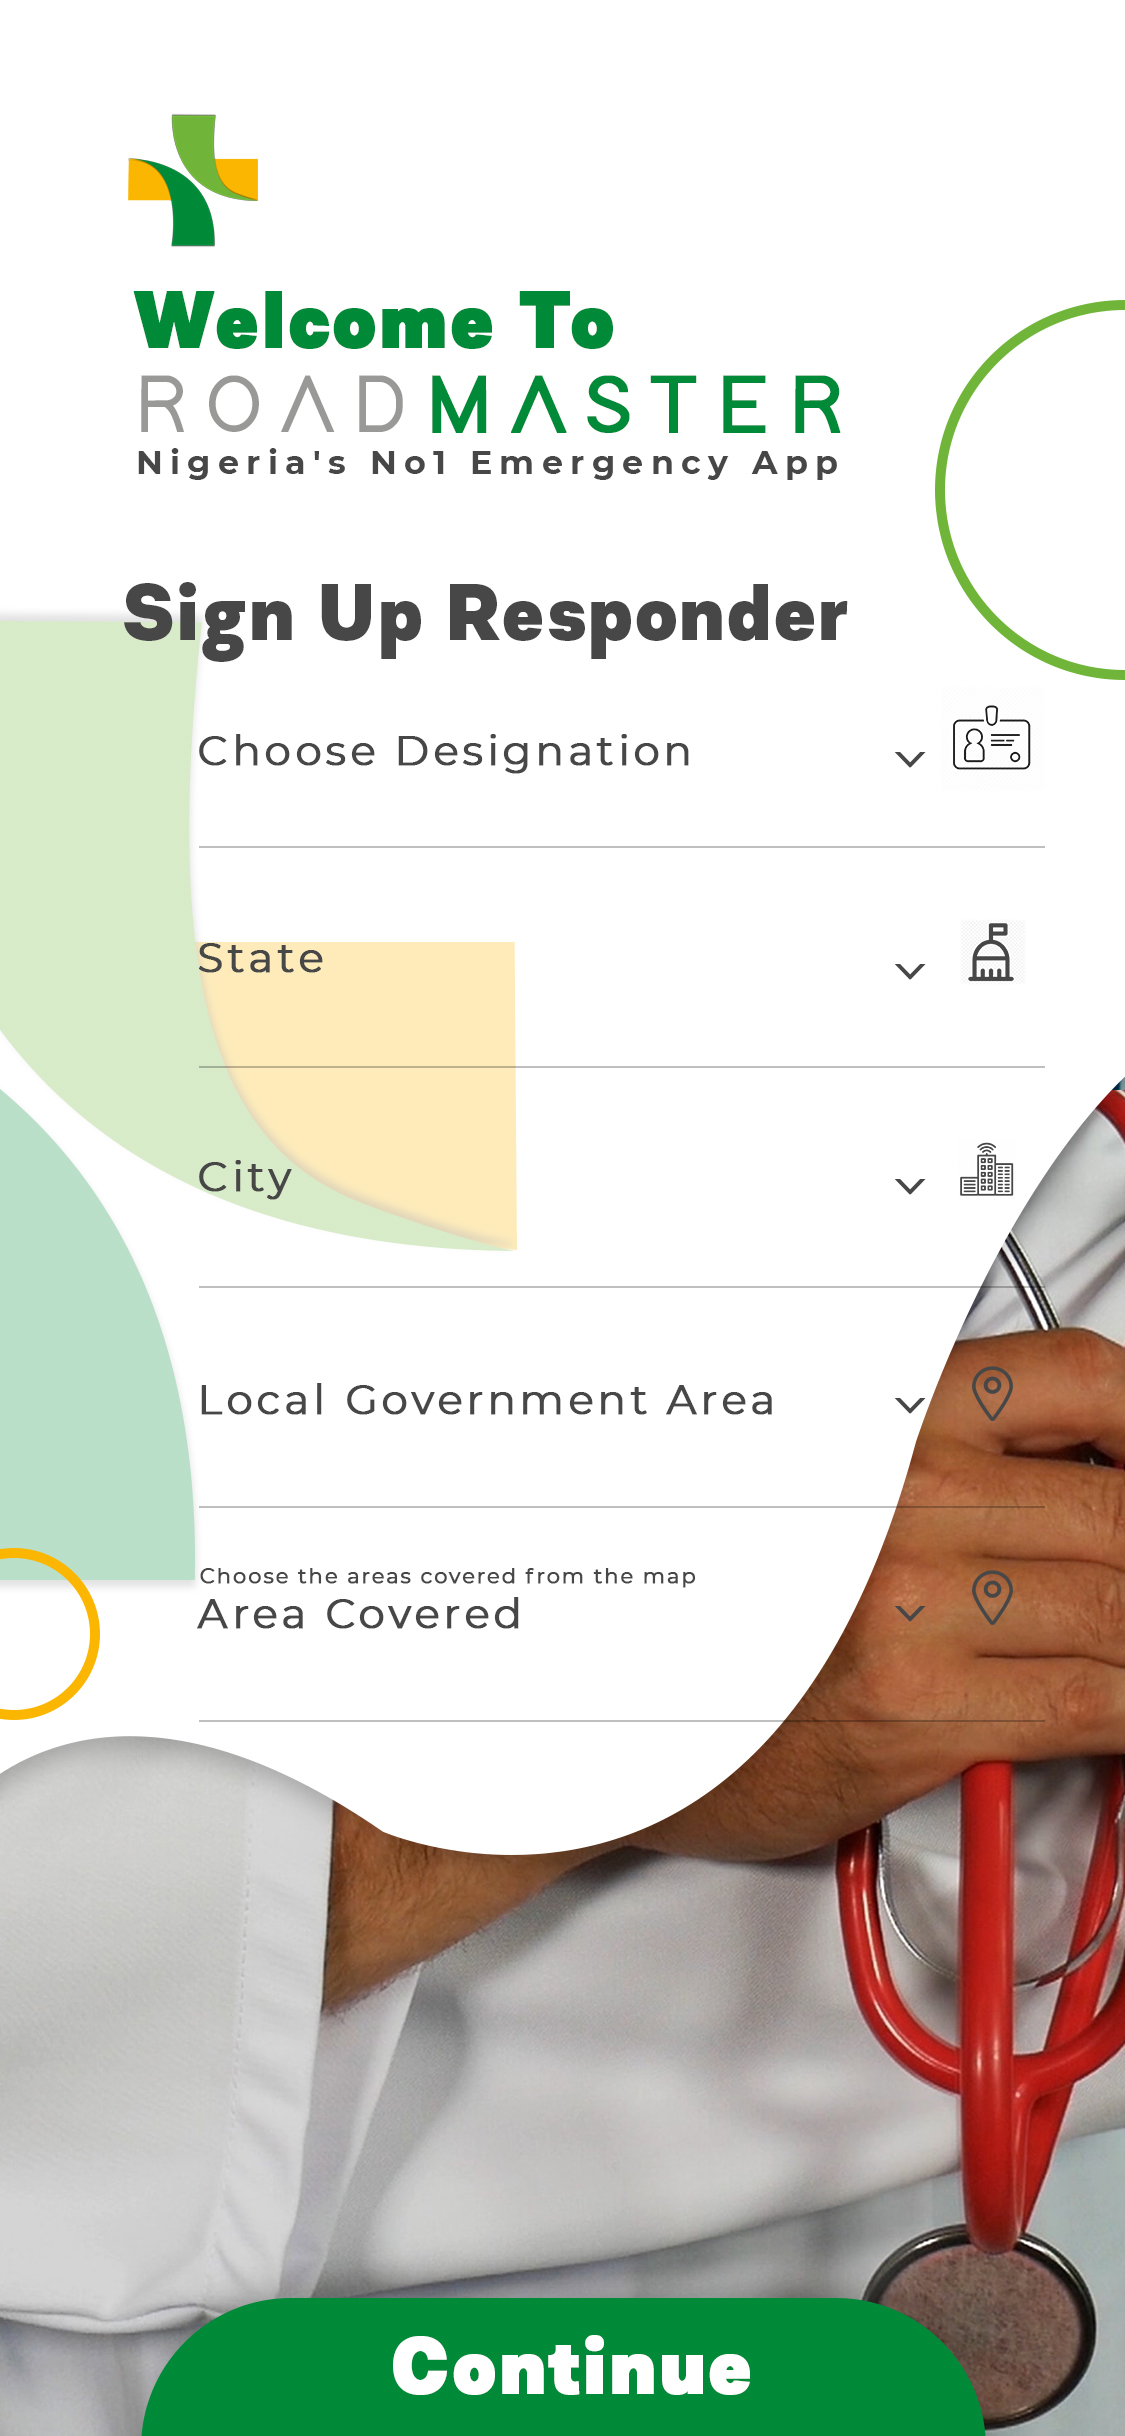 Welcome To
ROADMASTER
Nigeria's No1 Emergency App
Sign Up Responder
Choose Designation
State
City
Local Government Area
Choose the areas covered from the map
Area Covered
Continue